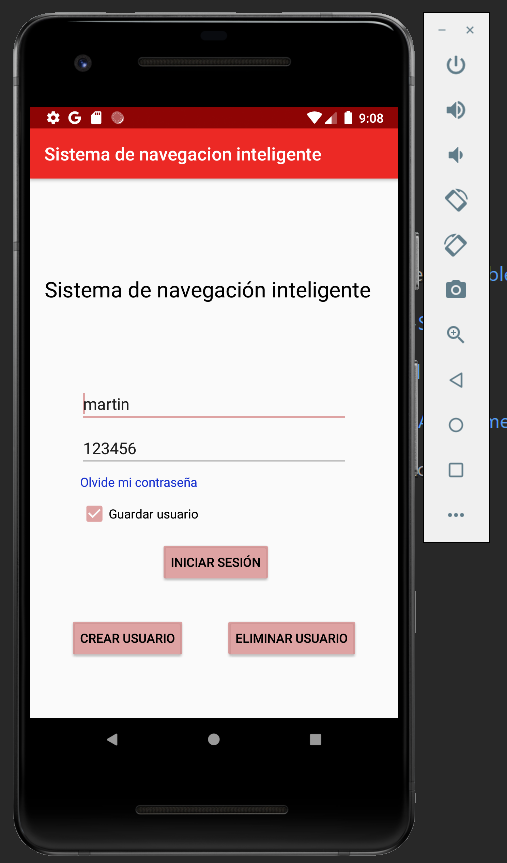 9:08
Sistema de navegacion inteligente
Sistema de navegación inteligente
martin
123456
Olvide mi contraseña
Guardar usuario
INICIAR SESIÓN
CREAR USUARIO
ELIMINAR USUARIO